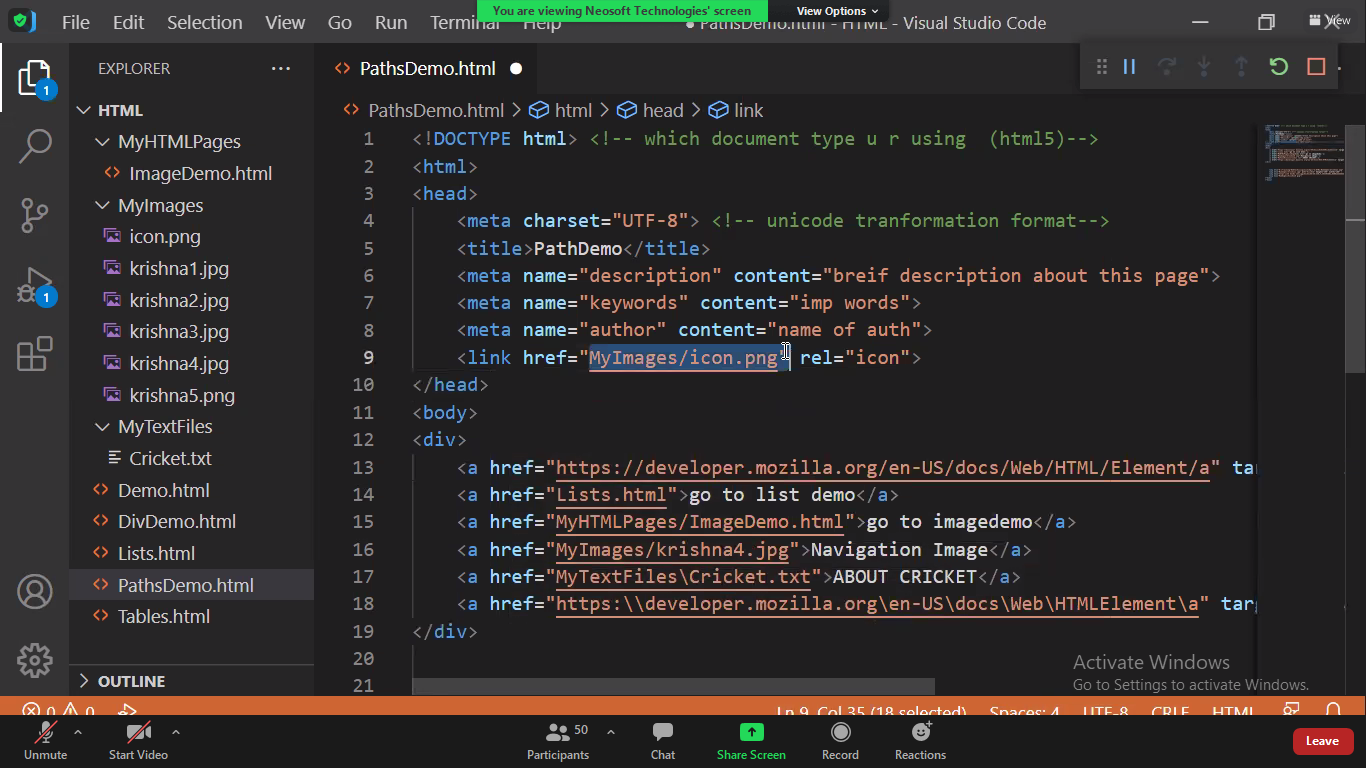 You are viewing Neosoft Technologies' screen
View Options
File Edit Selection View Go Run Terminal Help
PathsDemo.html - HTML - Visual Studio Code
View
EXPLORER
PathsDemo.html
1
HTML
PathsDemo.html > html > head > link
MyHTMLPages
ImageDemo.html
MyImages
icon.png
krishna1.jpg
krishna2.jpg
1
krishna3.jpg
krishna4.jpg
krishna5.png
MyTextFiles
Cricket.txt
Demo.html
DivDemo.html
Lists.html
PathsDemo.html
Tables.html
OUTLINE
1 <!DOCTYPE html> <!-- which document type u r using (html5)-->
2 <html>
3 <head>
4 <meta charset="UTF-8"> <!-- unicode tranformation format-->
5 <title>PathDemo</title>
6 <meta name="description" content="breif description about this page">
7 <meta name="keywords" content="imp words">
8 <meta name="author" content="name of auth">
9 <link href="MyImages/icon.png" rel="icon">
10 </head>
11 <body>
12 <div>
13 <a href="https://developer.mozilla.org/en-US/docs/Web/HTML/Element/a" tar
14 <a href="Lists.html">go to list demo</a>
15 <a href="MyHTMLPages/ImageDemo.html">go to imagedemo</a>
16 <a href="MyImages/krishna4.jpg">Navigation Image</a>
17 <a href="MyTextFiles\Cricket.txt">ABOUT CRICKET</a>
18 <a href="https:\\developer.mozilla.org\en-US\docs\Web\HTMLElement\a" targ
19 </div>
20
21
Activate Windows
Go to Settings to activate Windows.
0 0 Ln 9, Col 35 (18 selected) Spaces: 4 UTF-8 CRLF HTML
Unmute
Start Video
Participants 50
Chat
Share Screen
Record
Reactions
Leave